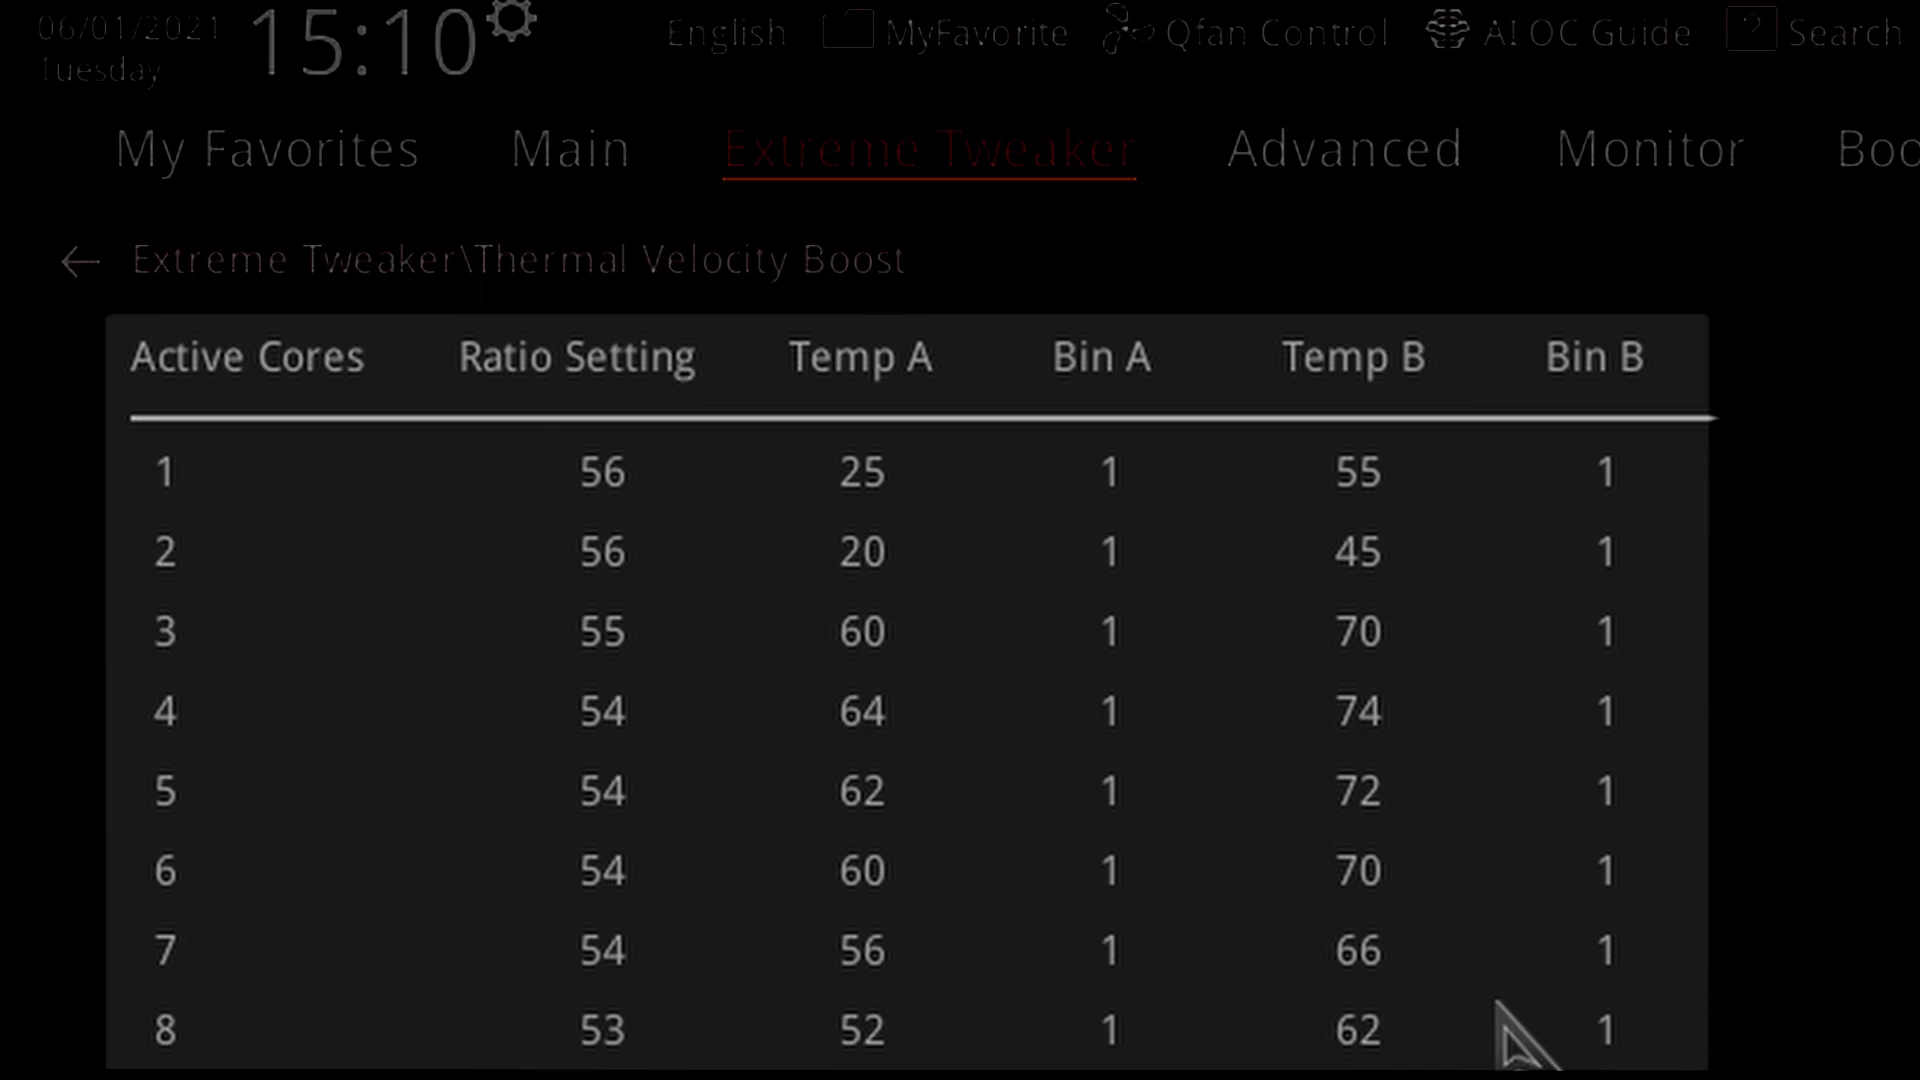 06/01/2021 15:10 English MyFavorite Qfan Control AI OC Guide ? Search
Tuesday
My Favorites Main Extreme Tweaker Advanced Monitor Boo
← Extreme Tweaker\Thermal Velocity Boost
Active Cores Ratio Setting Temp A Bin A Temp B Bin B
1 56 25 1 55 1
2 56 20 1 45 1
3 55 60 1 70 1
4 54 64 1 74 1
5 54 62 1 72 1
6 54 60 1 70 1
7 54 56 1 66 1
8 53 52 1 62 1